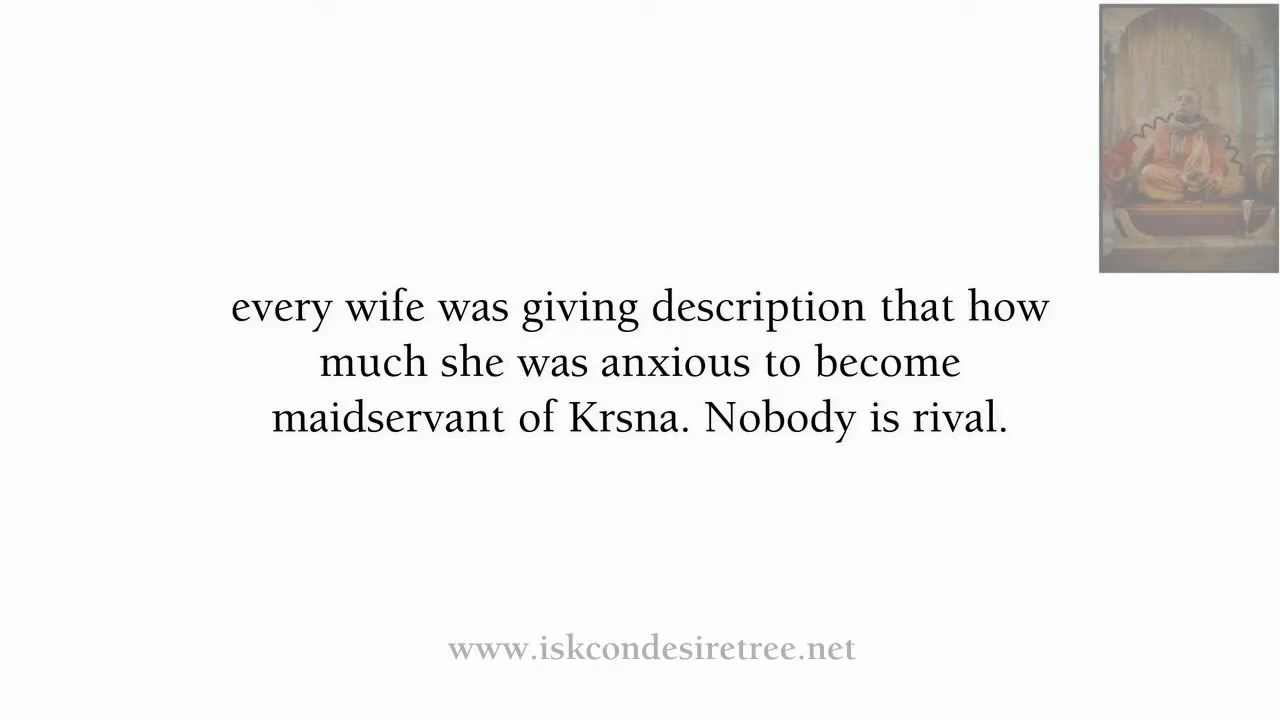 every wife was giving description that how
much she was anxious to become
maidservant of Krsna. Nobody is rival.
www.iskcondesiretree.net